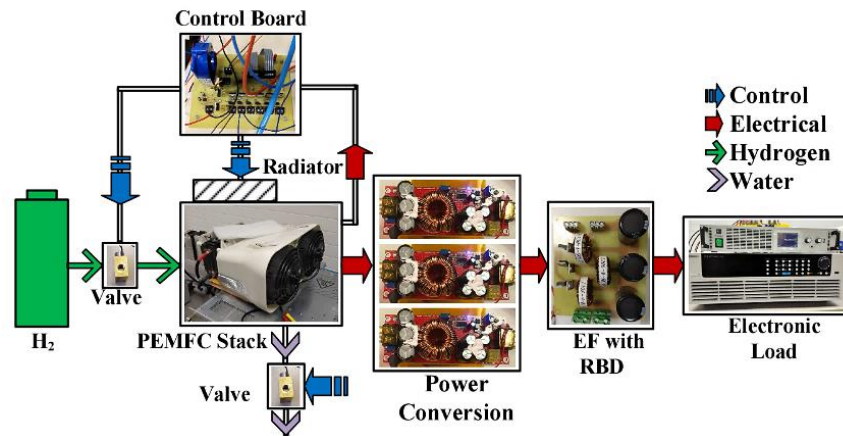 Control Board
Control
Electrical
Hydrogen
Water
Radiator
Valve
H₂
PEMFC Stack
Valve
Power
Conversion
EF with
RBD
Electronic
Load